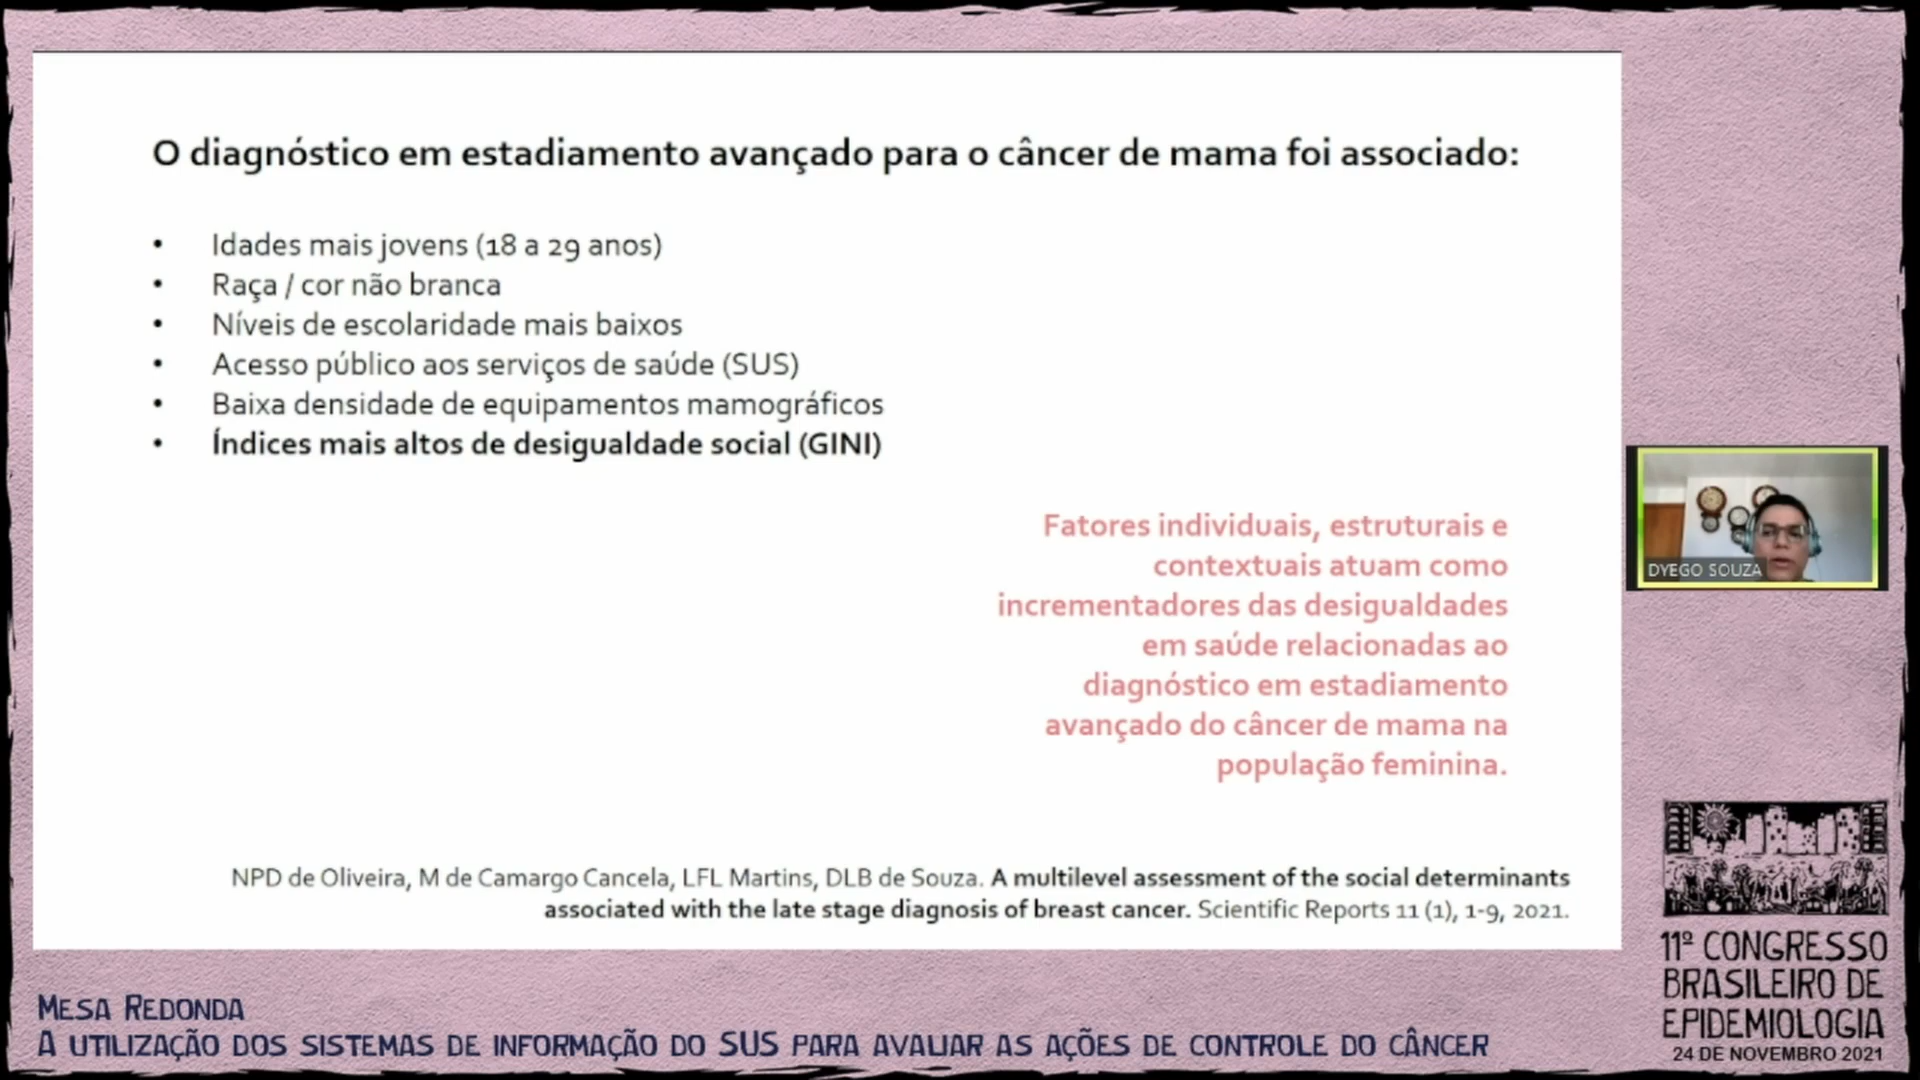 O diagnóstico em estadiamento avançado para o câncer de mama foi associado:
• Idades mais jovens (18 a 29 anos)
• Raça / cor não branca
• Níveis de escolaridade mais baixos
• Acesso público aos serviços de saúde (SUS)
• Baixa densidade de equipamentos mamográficos
• Índices mais altos de desigualdade social (GINI)
Fatores individuais, estruturais e
contextuais atuam como
incrementadores das desigualdades
em saúde relacionadas ao
diagnóstico em estadiamento
avançado do câncer de mama na
população feminina.
NPD de Oliveira, M de Camargo Cancela, LFL Martins, DLB de Souza. A multilevel assessment of the social determinants
associated with the late stage diagnosis of breast cancer. Scientific Reports 11 (1), 1-9, 2021.
DYEGO SOUZA
11º CONGRESSO
BRASILEIRO DE
EPIDEMIOLOGIA
24 DE NOVEMBRO 2021
MESA REDONDA
A UTILIZAÇÃO DOS SISTEMAS DE INFORMAÇÃO DO SUS PARA AVALIAR AS AÇÕES DE CONTROLE DO CÂNCER